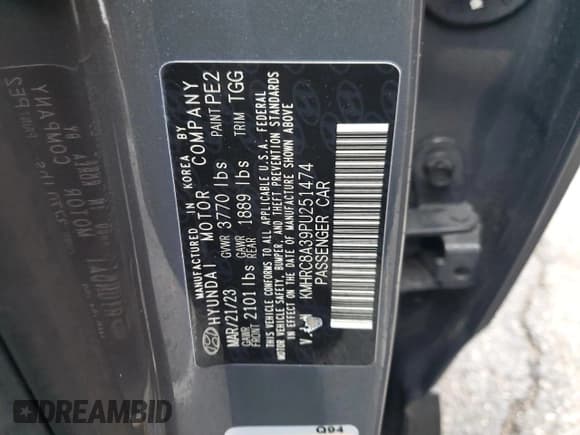 MANUFACTURED IN KOREA BY
HYUNDAI MOTOR COMPANY
MAR/21/23 GVWR 3770 lbs PAINT PE2
GAWR FRONT 2101 lbs GAWR REAR 1889 lbs TRIM TGG
THIS VEHICLE CONFORMS TO ALL APPLICABLE U.S.A. FEDERAL
MOTOR VEHICLE SAFETY, BUMPER, AND THEFT PREVENTION STANDARDS
IN EFFECT ON THE DATE OF MANUFACTURE SHOWN ABOVE
V.I.N KMHRC8A39PU251474
PASSENGER CAR
Q94
DREAMBID